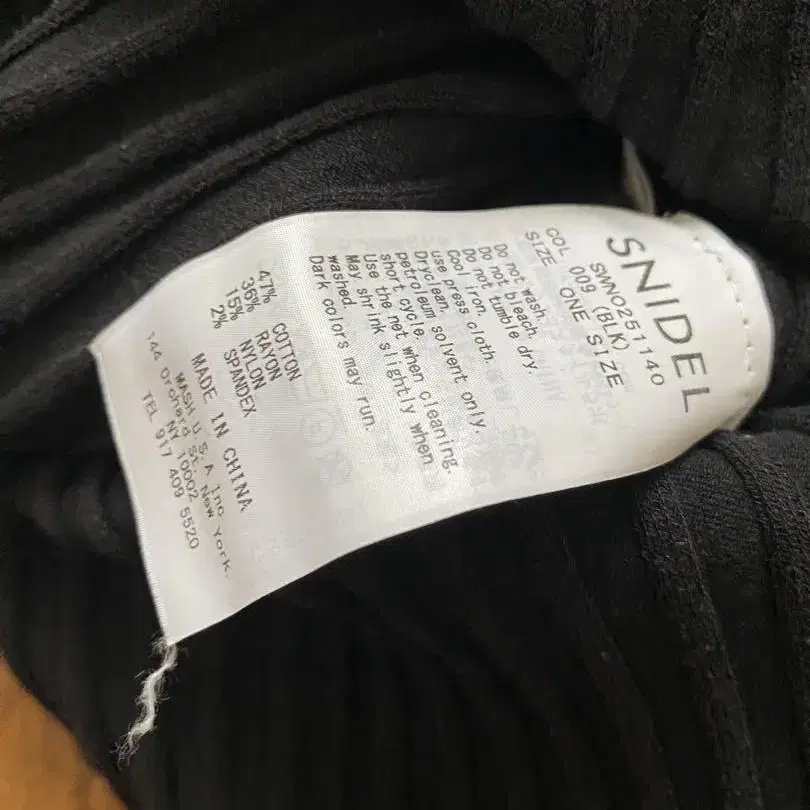 SNIDEL
SWNO251140
COL 009 (BLK)
SIZE ONE SIZE
Do not wash.
Do not bleach.
Do not tumble dry.
Cool iron.
use press cloth.
Dryclean.
petroleum solvent only.
short cycle.
Use the net when cleaning.
May shrink slightly when
washed.
Dark colors may run.
47% COTTON
36% RAYON
15% NYLON
2% SPANDEX
MADE IN CHINA
MASH U.S.A Inc
144 Orchard St. New York.
NY 10002
TEL 917 409 5520